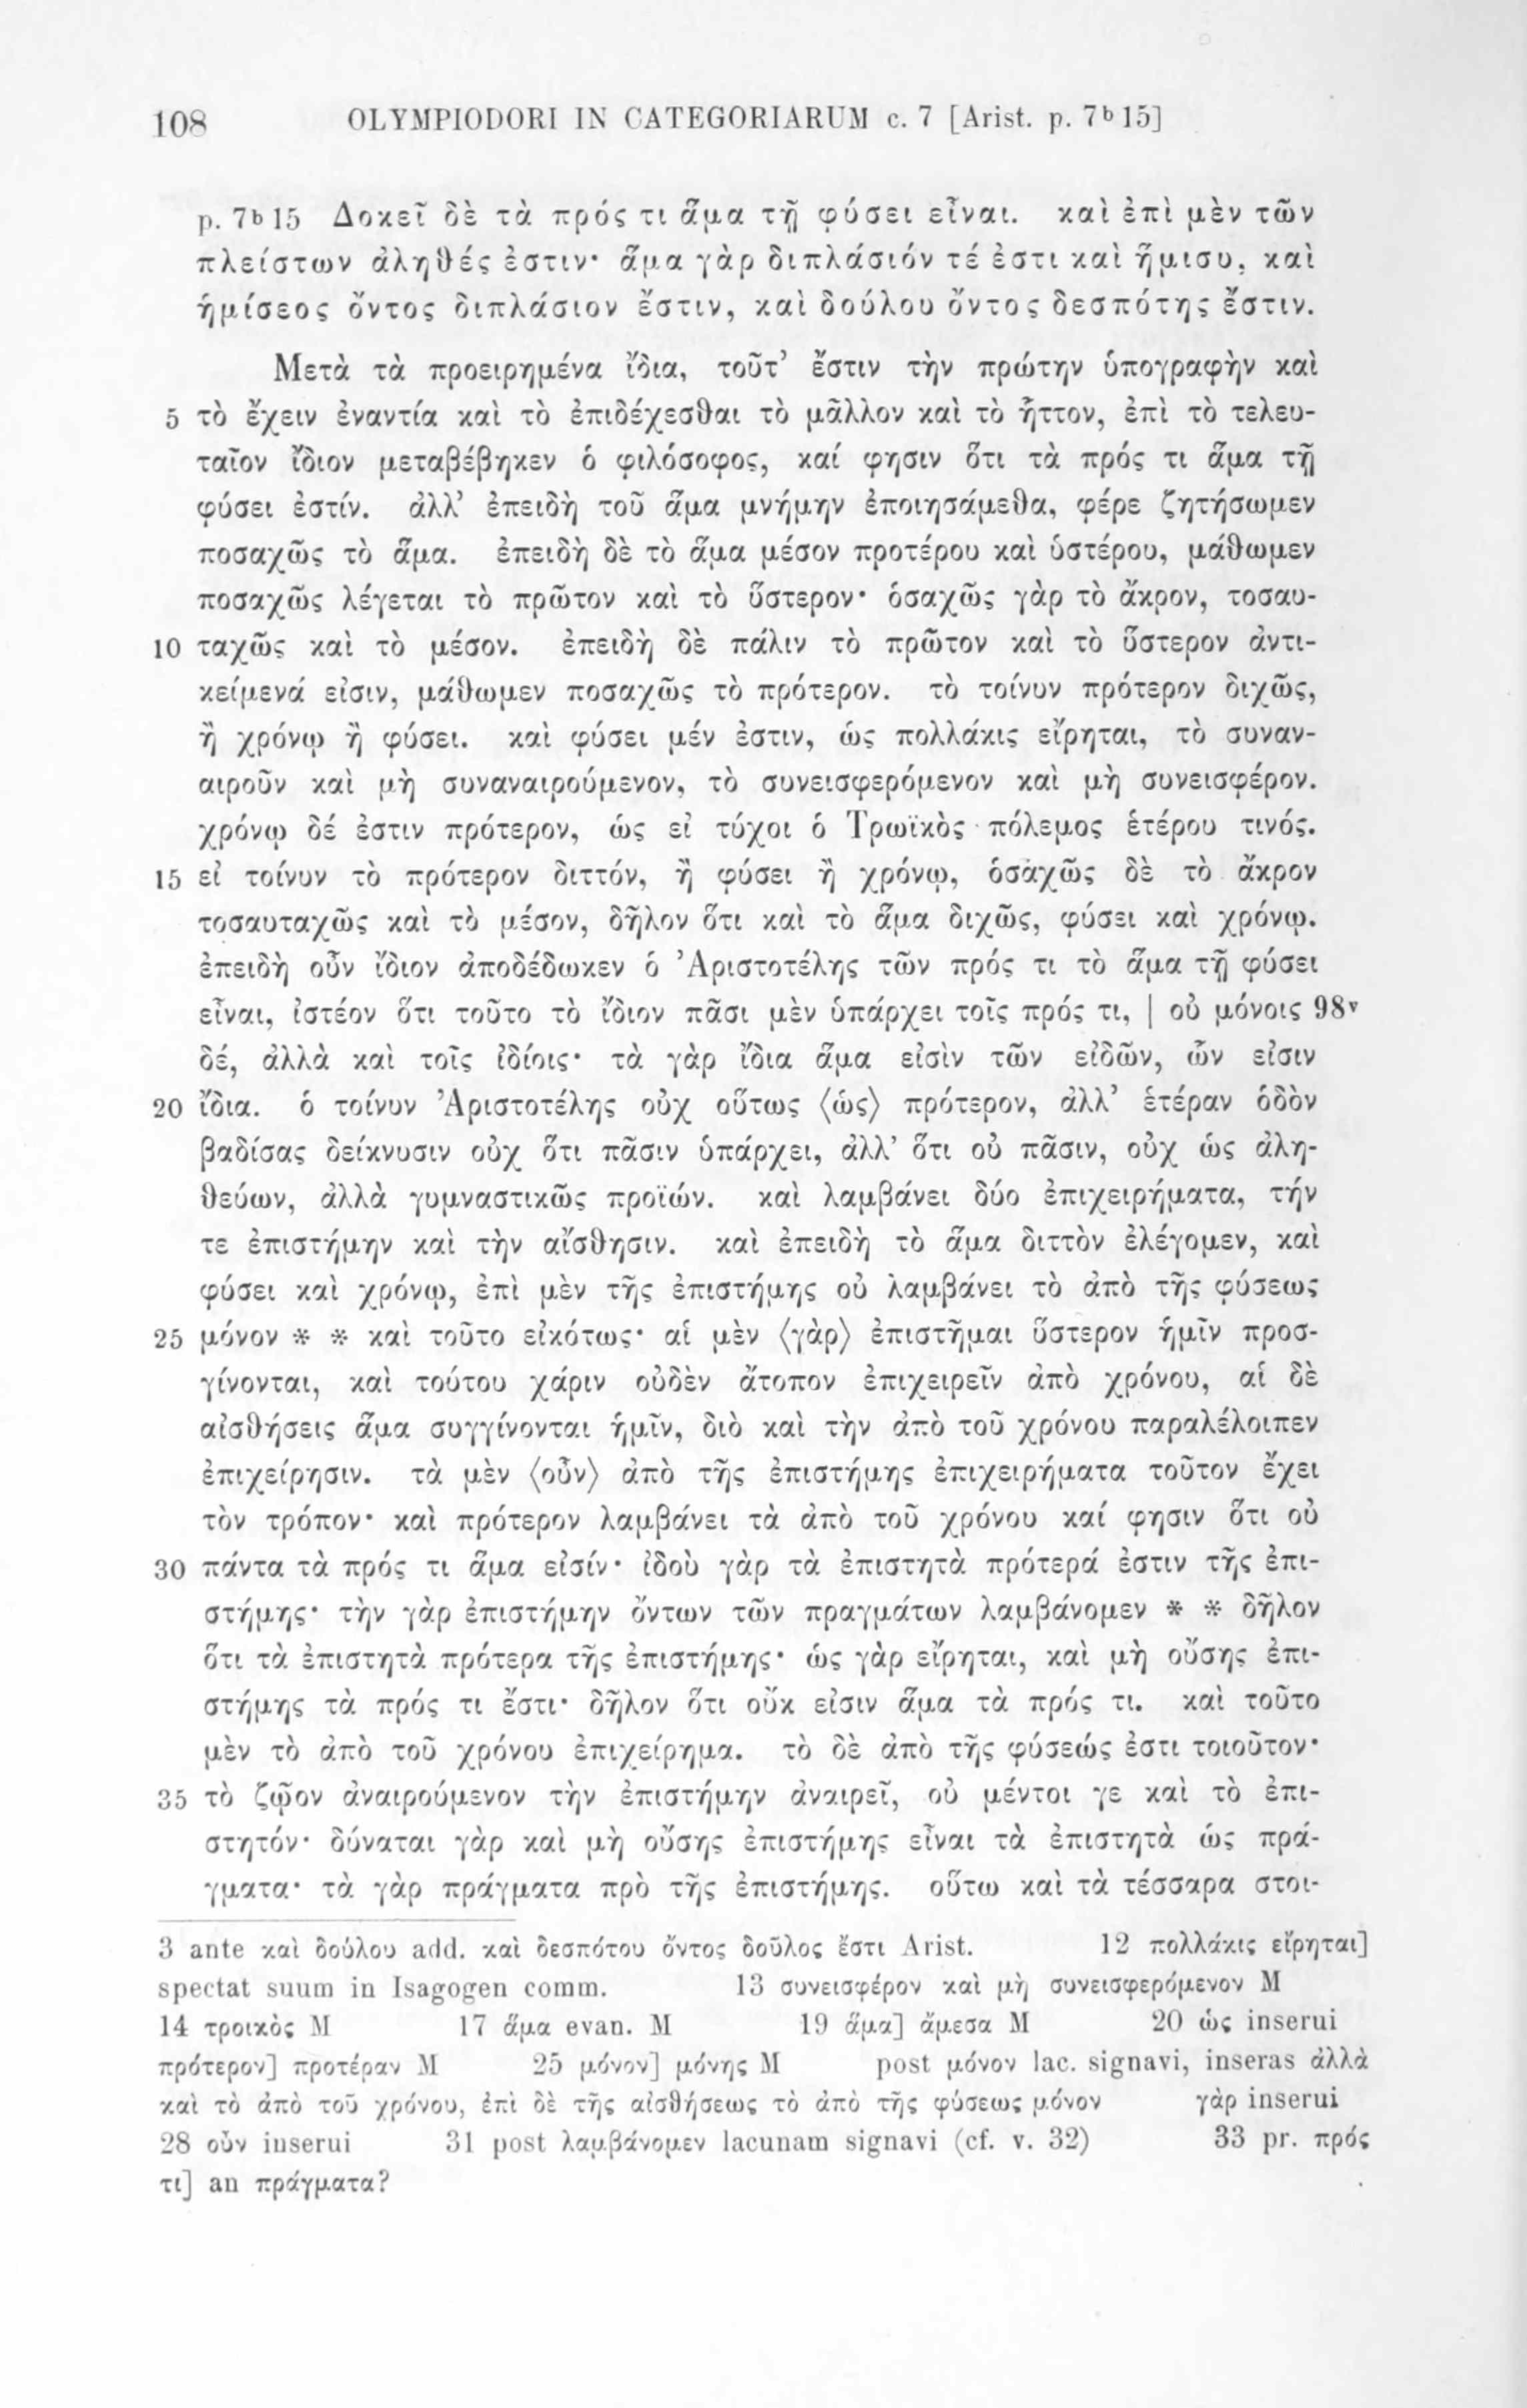 108 OLYMPIODORI IN CATEGORIARUM c. 7 [Arist. p. 7ᵇ 15]
p. 7ᵇ 15 Δοκεῖ δὲ τὰ πρός τι ἅμα τῇ φύσει εἶναι. καὶ ἐπὶ μὲν τῶν
πλείστων ἀληθές ἐστιν· ἅμα γὰρ διπλάσιόν τέ ἐστι καὶ ἥμισυ, καὶ
ἡμίσεος ὄντος διπλάσιον ἔστιν, καὶ δούλου ὄντος δεσπότης ἔστιν.
Μετὰ τὰ προειρημένα ἴδια, τοῦτ’ ἔστιν τὴν πρώτην ὑπογραφὴν καὶ
5 τὸ ἔχειν ἐναντία καὶ τὸ ἐπιδέχεσθαι τὸ μᾶλλον καὶ τὸ ἧττον, ἐπὶ τὸ τελευ-
ταῖον ἴδιον μεταβέβηκεν ὁ φιλόσοφος, καί φησιν ὅτι τὰ πρός τι ἅμα τῇ
φύσει ἐστίν. ἀλλ’ ἐπειδὴ τοῦ ἅμα μνήμην ἐποιησάμεθα, φέρε ζητήσωμεν
ποσαχῶς τὸ ἅμα. ἐπειδὴ δὲ τὸ ἅμα μέσον προτέρου καὶ ὑστέρου, μάθωμεν
ποσαχῶς λέγεται τὸ πρῶτον καὶ τὸ ὕστερον· ὁσαχῶς γὰρ τὸ ἄκρον, τοσαυ-
10 ταχῶς καὶ τὸ μέσον. ἐπειδὴ δὲ πάλιν τὸ πρῶτον καὶ τὸ ὕστερον ἀντι-
κείμενά εἰσιν, μάθωμεν ποσαχῶς τὸ πρότερον. τὸ τοίνυν πρότερον διχῶς,
ἢ χρόνῳ ἢ φύσει. καὶ φύσει μέν ἐστιν, ὡς πολλάκις εἴρηται, τὸ συναν-
αιροῦν καὶ μὴ συναναιρούμενον, τὸ συνεισφερόμενον καὶ μὴ συνεισφέρον.
χρόνῳ δέ ἐστιν πρότερον, ὡς εἰ τύχοι ὁ Τρωϊκὸς πόλεμος ἑτέρου τινός.
15 εἰ τοίνυν τὸ πρότερον διττόν, ἢ φύσει ἢ χρόνῳ, ὁσαχῶς δὲ τὸ ἄκρον
τοσαυταχῶς καὶ τὸ μέσον, δῆλον ὅτι καὶ τὸ ἅμα διχῶς, φύσει καὶ χρόνῳ.
ἐπειδὴ οὖν ἴδιον ἀποδέδωκεν ὁ Ἀριστοτέλης τῶν πρός τι τὸ ἅμα τῇ φύσει
εἶναι, ἰστέον ὅτι τοῦτο τὸ ἴδιον πᾶσι μὲν ὑπάρχει τοῖς πρός τι, | οὐ μόνοις 98ᵛ
δέ, ἀλλὰ καὶ τοῖς ἰδίοις· τὰ γὰρ ἴδια ἅμα εἰσὶν τῶν εἰδῶν, ὧν εἰσιν
20 ἴδια. ὁ τοίνυν Ἀριστοτέλης οὐχ οὕτως ⟨ὡς⟩ πρότερον, ἀλλ’ ἑτέραν ὁδὸν
βαδίσας δείκνυσιν οὐχ ὅτι πᾶσιν ὑπάρχει, ἀλλ’ ὅτι οὐ πᾶσιν, οὐχ ὡς ἀλη-
θεύων, ἀλλὰ γυμναστικῶς προϊών. καὶ λαμβάνει δύο ἐπιχειρήματα, τήν
τε ἐπιστήμην καὶ τὴν αἴσθησιν. καὶ ἐπειδὴ τὸ ἅμα διττὸν ἐλέγομεν, καὶ
φύσει καὶ χρόνῳ, ἐπὶ μὲν τῆς ἐπιστήμης οὐ λαμβάνει τὸ ἀπὸ τῆς φύσεως
25 μόνον * * καὶ τοῦτο εἰκότως· αἱ μὲν ⟨γὰρ⟩ ἐπιστῆμαι ὕστερον ἡμῖν προσ-
γίνονται, καὶ τούτου χάριν οὐδὲν ἄτοπον ἐπιχειρεῖν ἀπὸ χρόνου, αἱ δὲ
αἰσθήσεις ἅμα συγγίνονται ἡμῖν, διὸ καὶ τὴν ἀπὸ τοῦ χρόνου παραλέλοιπεν
ἐπιχείρησιν. τὰ μὲν ⟨οὖν⟩ ἀπὸ τῆς ἐπιστήμης ἐπιχειρήματα τοῦτον ἔχει
τὸν τρόπον· καὶ πρότερον λαμβάνει τὰ ἀπὸ τοῦ χρόνου καί φησιν ὅτι οὐ
30 πάντα τὰ πρός τι ἅμα εἰσίν· ἰδοὺ γὰρ τὰ ἐπιστητὰ πρότερά ἐστιν τῆς ἐπι-
στήμης· τὴν γὰρ ἐπιστήμην ὄντων τῶν πραγμάτων λαμβάνομεν * * δῆλον
ὅτι τὰ ἐπιστητὰ πρότερα τῆς ἐπιστήμης· ὡς γὰρ εἴρηται, καὶ μὴ οὔσης ἐπι-
στήμης τὰ πρός τι ἔστι· δῆλον ὅτι οὔκ εἰσιν ἅμα τὰ πρός τι. καὶ τοῦτο
μὲν τὸ ἀπὸ τοῦ χρόνου ἐπιχείρημα. τὸ δὲ ἀπὸ τῆς φύσεώς ἐστι τοιοῦτον·
35 τὸ ζῷον ἀναιρούμενον τὴν ἐπιστήμην ἀναιρεῖ, οὐ μέντοι γε καὶ τὸ ἐπι-
στητόν· δύναται γὰρ καὶ μὴ οὔσης ἐπιστήμης εἶναι τὰ ἐπιστητὰ ὡς πρά-
γματα· τὰ γὰρ πράγματα πρὸ τῆς ἐπιστήμης. οὕτω καὶ τὰ τέσσαρα στοι-
3 ante καὶ δούλου add. καὶ δεσπότου ὄντος δοῦλος ἔστι Arist. 12 πολλάκις εἴρηται]
spectat suum in Isagogen comm. 13 συνεισφέρον καὶ μὴ συνεισφερόμενον M
14 τροικὸς M 17 ἅμα evan. M 19 ἅμα] ἄμεσα M 20 ὡς inserui
πρότερον] προτέραν M 25 μόνον] μόνης M post μόνον lac. signavi, inseras ἀλλὰ
καὶ τὸ ἀπὸ τοῦ χρόνου, ἐπὶ δὲ τῆς αἰσθήσεως τὸ ἀπὸ τῆς φύσεως μόνον γὰρ inserui
28 οὖν inserui 31 post λαμβάνομεν lacunam signavi (cf. v. 32) 33 pr. πρός
τι] an πράγματα?